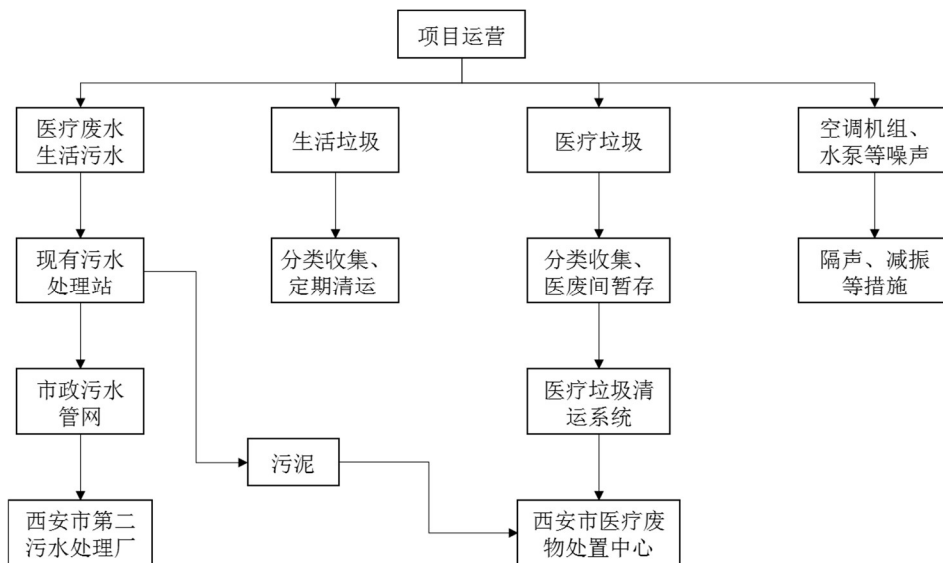 项目运营
医疗废水
生活污水
生活垃圾
医疗垃圾
空调机组、
水泵等噪声
现有污水
处理站
分类收集、
定期清运
分类收集、
医废间暂存
隔声、减振
等措施
市政污水
管网
医疗垃圾清
运系统
污泥
西安市第二
污水处理厂
西安市医疗废
物处置中心